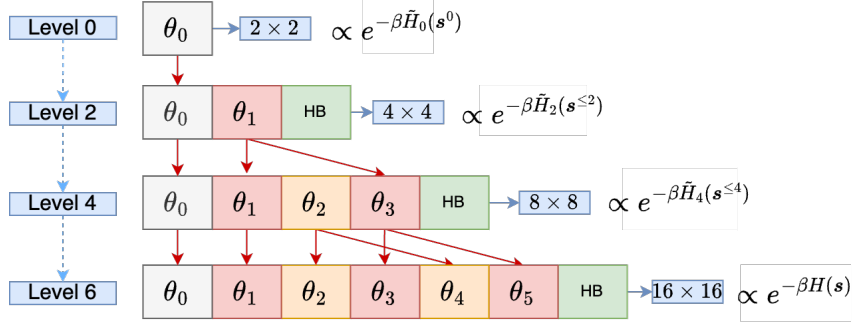 Level 0 θ₀ 2 × 2 ∝ e^{−βH̃₀(s⁰)}
Level 2 θ₀ θ₁ HB 4 × 4 ∝ e^{−βH̃₂(s^{≤2})}
Level 4 θ₀ θ₁ θ₂ θ₃ HB 8 × 8 ∝ e^{−βH̃₄(s^{≤4})}
Level 6 θ₀ θ₁ θ₂ θ₃ θ₄ θ₅ HB 16 × 16 ∝ e^{−βH(s)}